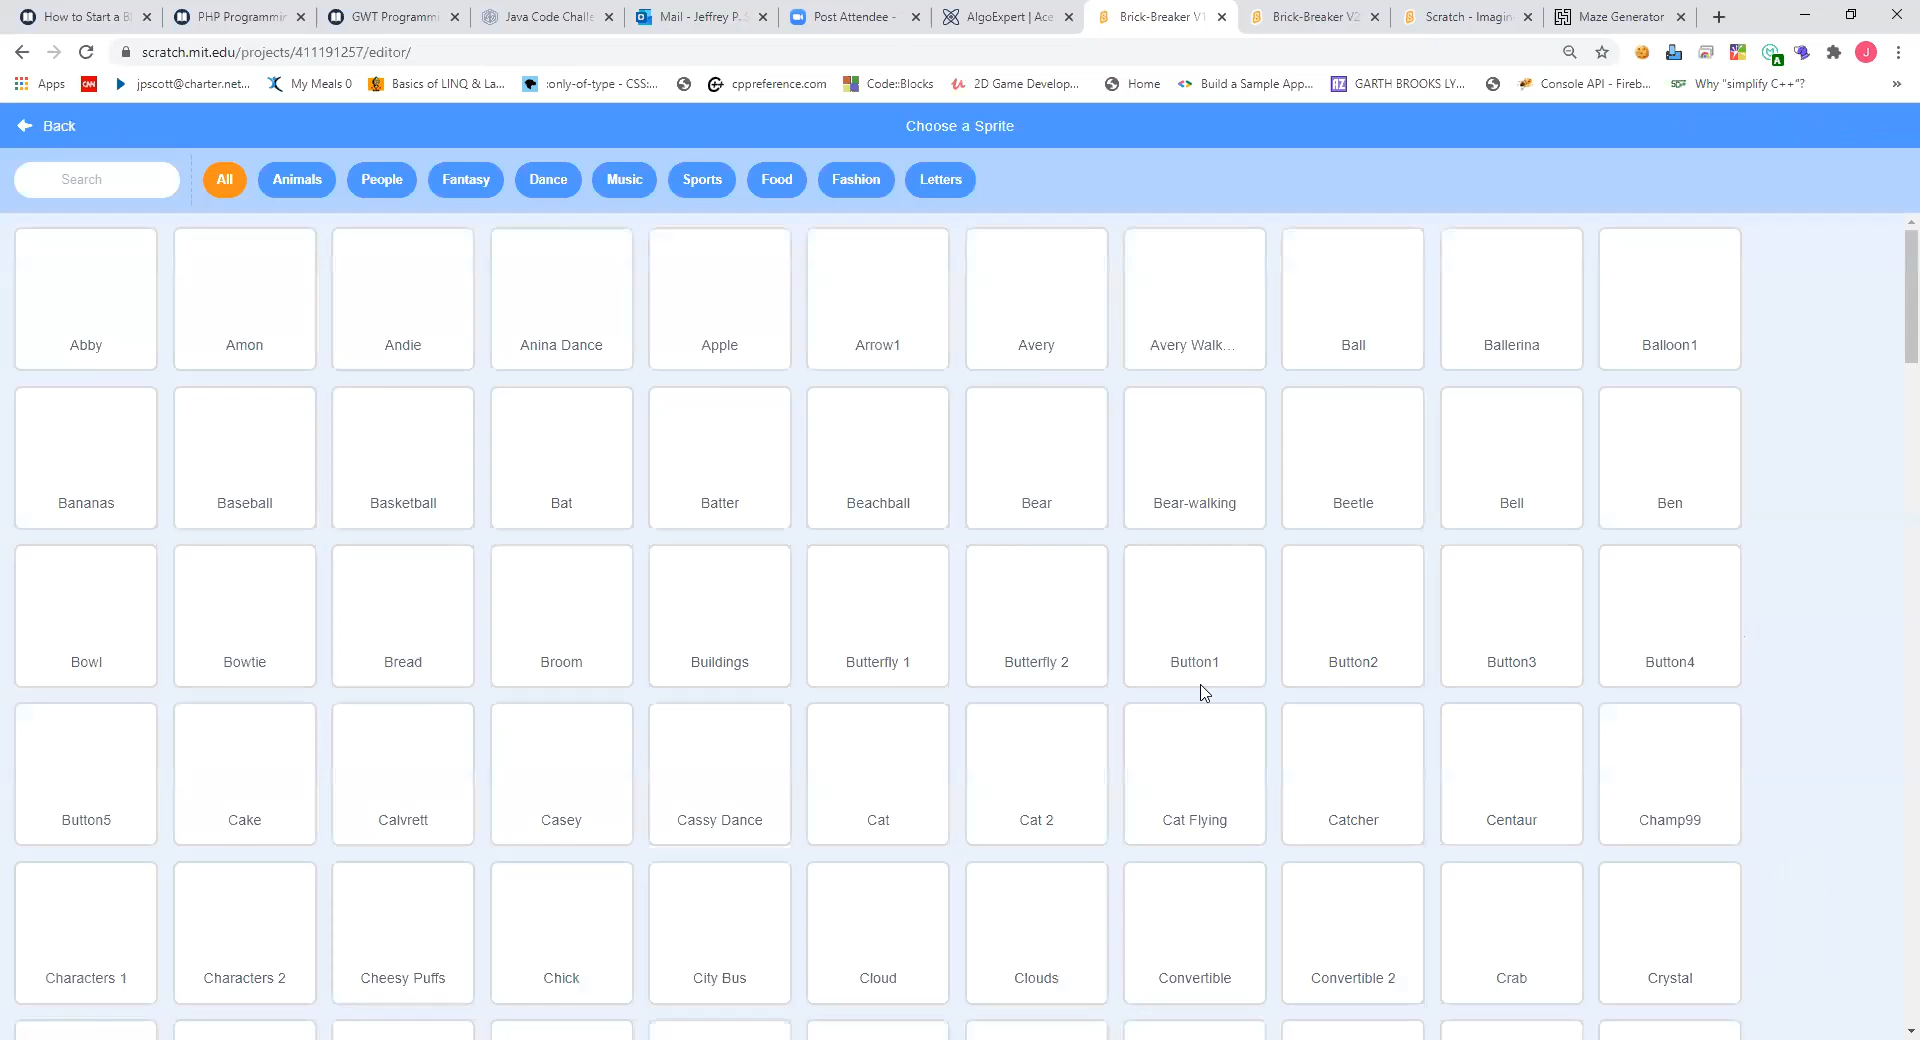 How to Start a Bl
PHP Programmin
GWT Programmi
Java Code Challe
Mail - Jeffrey P. S
Post Attendee -
AlgoExpert | Ace
Brick-Breaker V1
Brick-Breaker V2
Scratch - Imagin
Maze Generator
scratch.mit.edu/projects/411191257/editor/
J
Apps
CNN
jpscott@charter.net...
My Meals 0
Basics of LINQ & La...
:only-of-type - CSS:...
cppreference.com
Code::Blocks
2D Game Develop...
Home
Build a Sample App...
AZ
GARTH BROOKS LY...
Console API - Fireb...
Why "simplify C++"?
»
Back
Choose a Sprite
Search
All
Animals
People
Fantasy
Dance
Music
Sports
Food
Fashion
Letters
Abby
Amon
Andie
Anina Dance
Apple
Arrow1
Avery
Avery Walk...
Ball
Ballerina
Balloon1
Bananas
Baseball
Basketball
Bat
Batter
Beachball
Bear
Bear-walking
Beetle
Bell
Ben
Bowl
Bowtie
Bread
Broom
Buildings
Butterfly 1
Butterfly 2
Button1
Button2
Button3
Button4
Button5
Cake
Calvrett
Casey
Cassy Dance
Cat
Cat 2
Cat Flying
Catcher
Centaur
Champ99
Characters 1
Characters 2
Cheesy Puffs
Chick
City Bus
Cloud
Clouds
Convertible
Convertible 2
Crab
Crystal